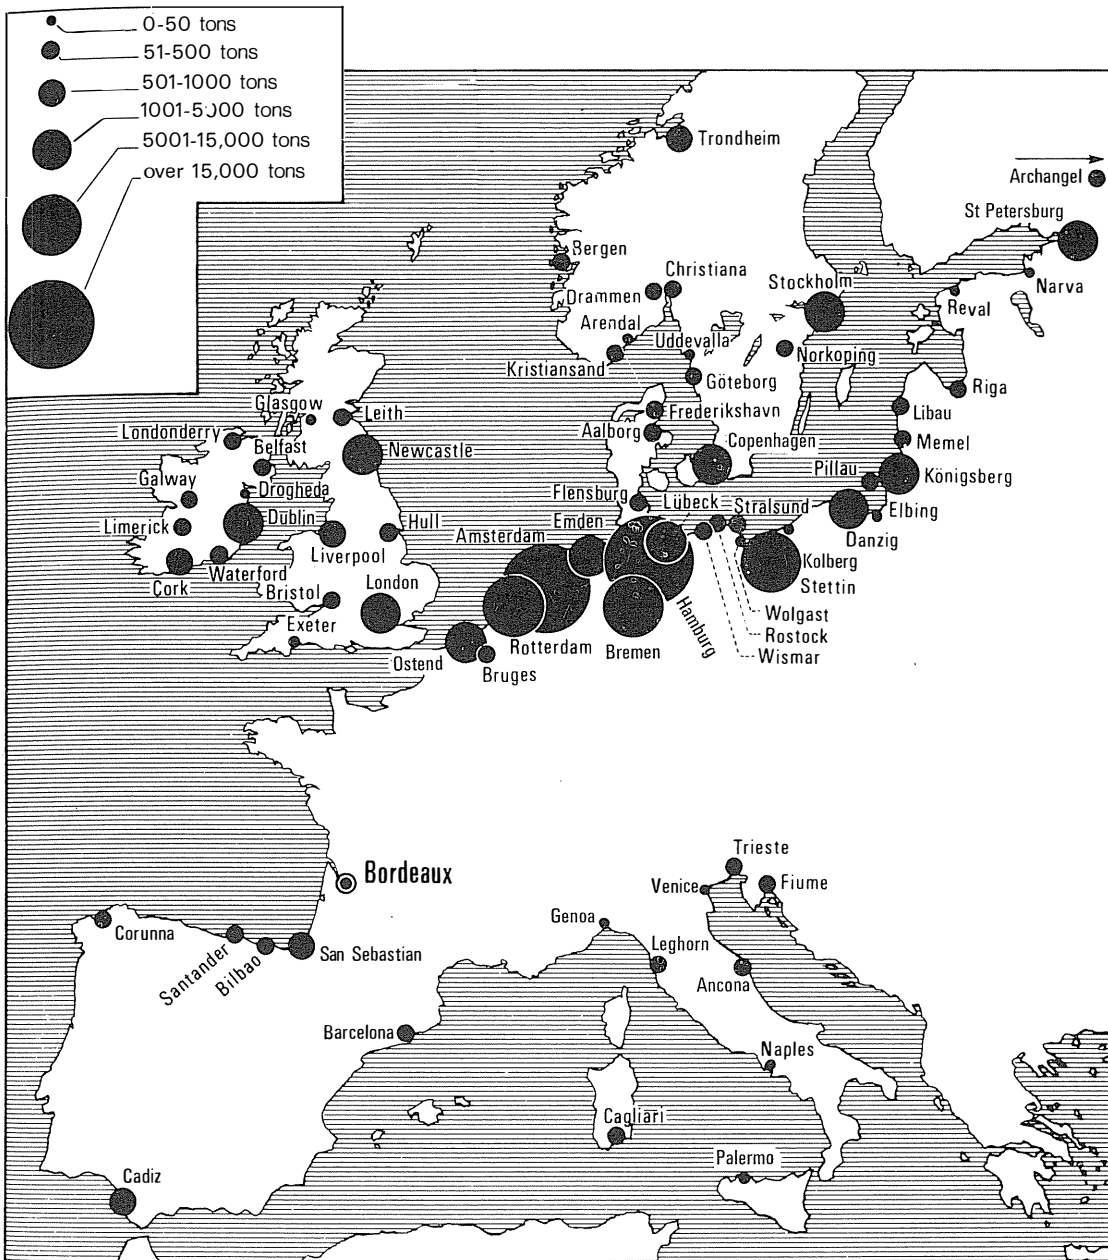 0-50 tons
51-500 tons
501-1000 tons
1001-5000 tons
5001-15,000 tons
over 15,000 tons
Trondheim
Archangel
St Petersburg
Bergen
Christiana
Stockholm
Narva
Drammen
Reval
Arendal
Uddevalla
Norkoping
Kristiansand
Göteborg
Riga
Glasgow
Leith
Frederikshavn
Libau
Londonderry
Aalborg
Copenhagen
Memel
Belfast
Newcastle
Galway
Pillau
Königsberg
Drogheda
Flensburg
Lübeck
Stralsund
Elbing
Limerick
Dublin
Hull
Emden
Danzig
Liverpool
Amsterdam
Kolberg
Waterford
Cork
London
Stettin
Bristol
Wolgast
Exeter
Hamburg
Rostock
Rotterdam
Bremen
Wismar
Ostend
Bruges
Bordeaux
Trieste
Venice
Fiume
Genoa
Corunna
Santander
Bilbao
San Sebastian
Leghorn
Ancona
Barcelona
Naples
Cagliari
Palermo
Cadiz